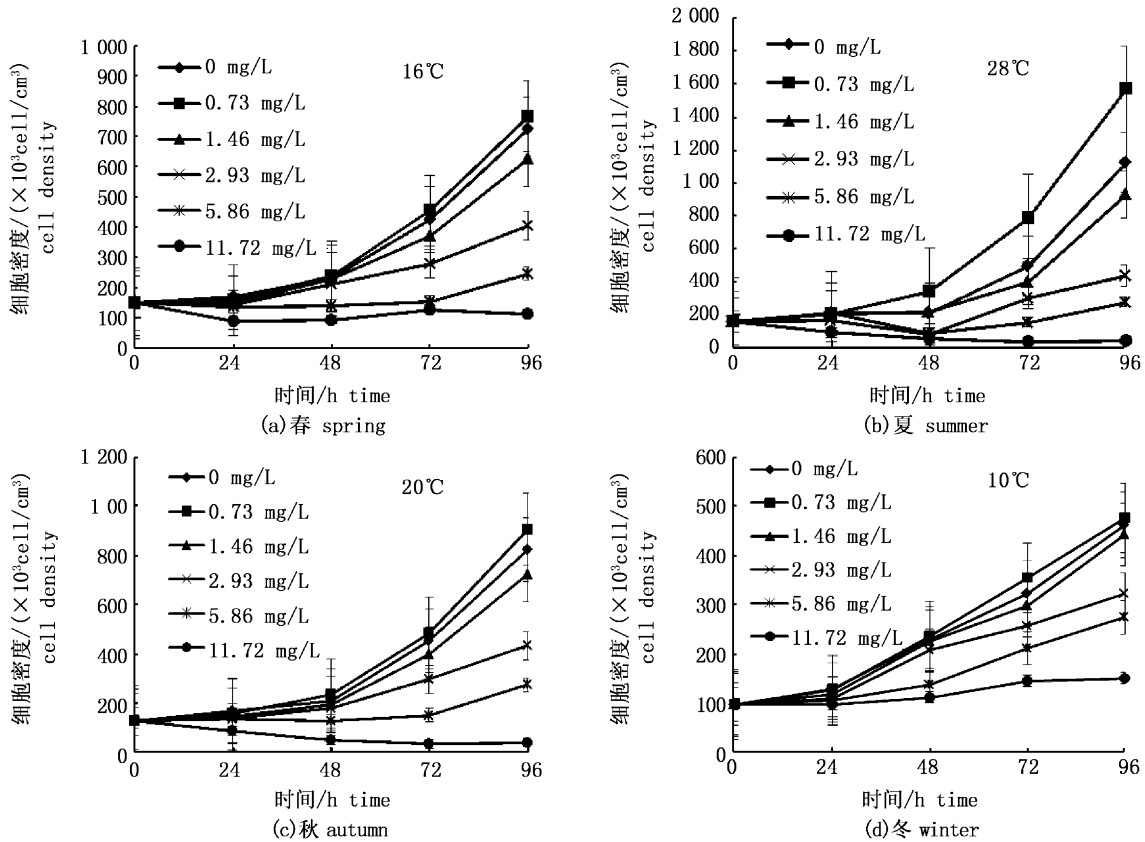 细胞密度/(×10³cell/cm³)
cell density
1 000
900
800
700
600
500
400
300
200
100
0
0 mg/L
0.73 mg/L
1.46 mg/L
2.93 mg/L
5.86 mg/L
11.72 mg/L
16℃
0 24 48 72 96
时间/h time
(a)春 spring
细胞密度/(×10³cell/cm³)
cell density
2 000
1 800
1 600
1 400
1 200
1 000
800
600
400
200
0
0 mg/L
0.73 mg/L
1.46 mg/L
2.93 mg/L
5.86 mg/L
11.72 mg/L
28℃
0 24 48 72 96
时间/h time
(b)夏 summer
细胞密度/(×10³cell/cm³)
cell density
1 200
1 000
800
600
400
200
0
0 mg/L
0.73 mg/L
1.46 mg/L
2.93 mg/L
5.86 mg/L
11.72 mg/L
20℃
0 24 48 72 96
时间/h time
(c)秋 autumn
细胞密度/(×10³cell/cm³)
cell density
600
500
400
300
200
100
0
0 mg/L
0.73 mg/L
1.46 mg/L
2.93 mg/L
5.86 mg/L
11.72 mg/L
10℃
0 24 48 72 96
时间/h time
(d)冬 winter